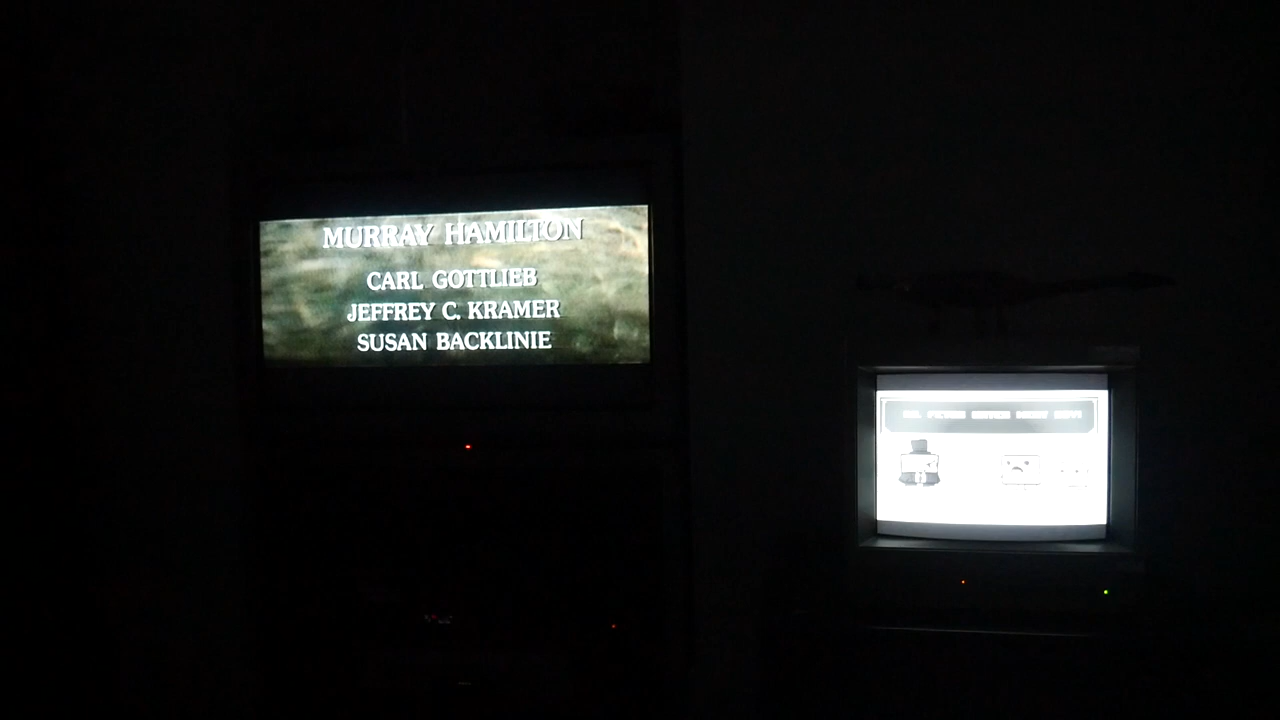 MURRAY HAMILTON
CARL GOTTLIEB
JEFFREY C. KRAMER
SUSAN BACKLINIE